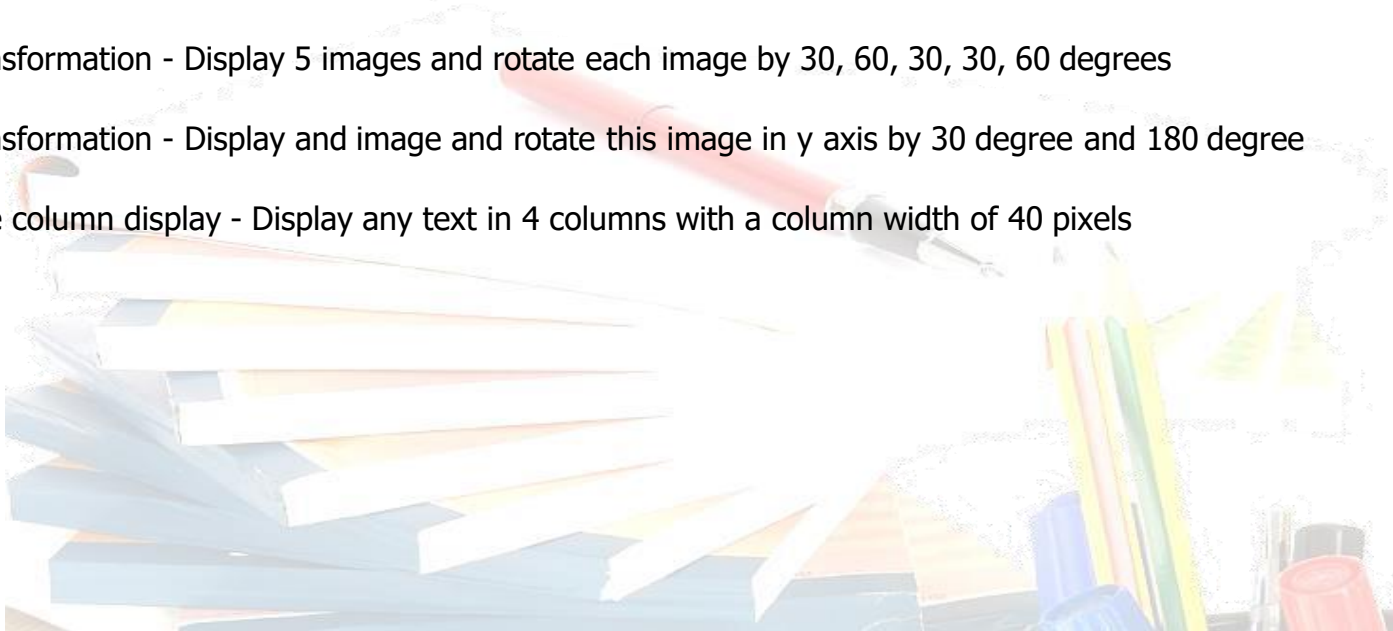 sformation - Display 5 images and rotate each image by 30, 60, 30, 30, 60 degrees
sformation - Display and image and rotate this image in y axis by 30 degree and 180 degree
column display - Display any text in 4 columns with a column width of 40 pixels